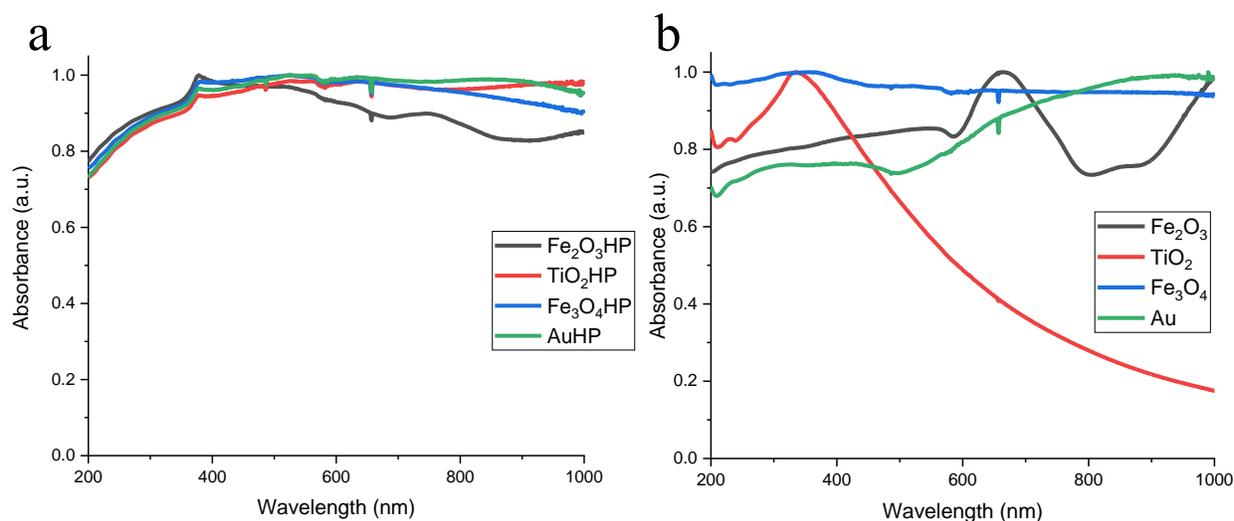 a
1.0
0.8
0.6
0.4
0.2
0.0
Absorbance (a.u.)
Fe₂O₃HP
TiO₂HP
Fe₃O₄HP
AuHP
200 400 600 800 1000
Wavelength (nm)
b
1.0
0.8
0.6
0.4
0.2
0.0
Absorbance (a.u.)
Fe₂O₃
TiO₂
Fe₃O₄
Au
200 400 600 800 1000
Wavelength (nm)